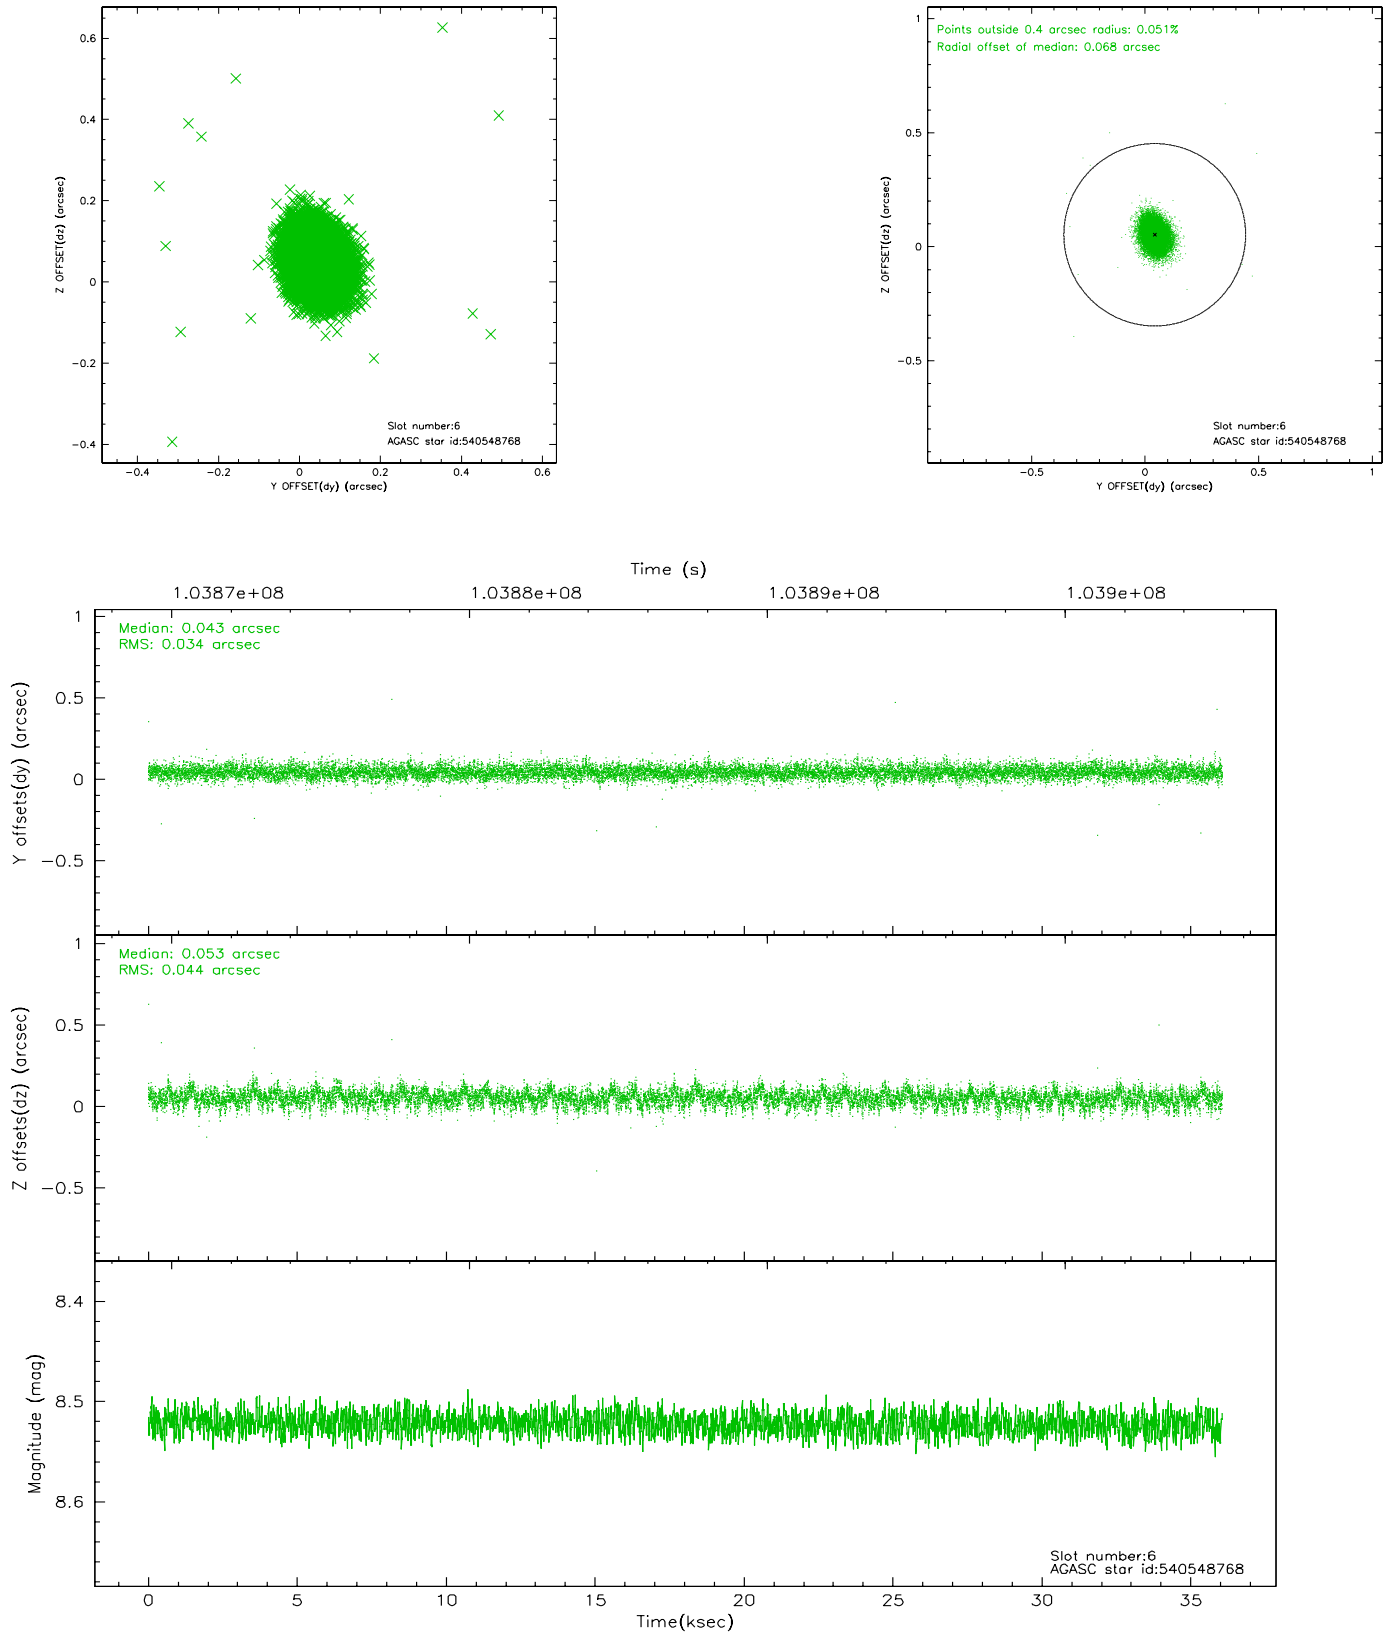 0.6
0.4
0.2
0
−0.2
−0.4
Z OFFSET(dz) (arcsec)
Slot number:6
AGASC star id:540548768
−0.4 −0.2 0 0.2 0.4 0.6
Y OFFSET(dy) (arcsec)
Points outside 0.4 arcsec radius: 0.051%
Radial offset of median: 0.068 arcsec
1
0.5
0
−0.5
Z OFFSET(dz) (arcsec)
Slot number:6
AGASC star id:540548768
−0.5 0 0.5 1
Y OFFSET(dy) (arcsec)
Time (s)
1.0387e+08 1.0388e+08 1.0389e+08 1.039e+08
Median: 0.043 arcsec
RMS: 0.034 arcsec
1
0.5
0
−0.5
Y offsets(dy) (arcsec)
Median: 0.053 arcsec
RMS: 0.044 arcsec
1
0.5
0
−0.5
Z offsets(dz) (arcsec)
8.4
8.5
8.6
Magnitude (mag)
Slot number:6
AGASC star id:540548768
0 5 10 15 20 25 30 35
Time(ksec)